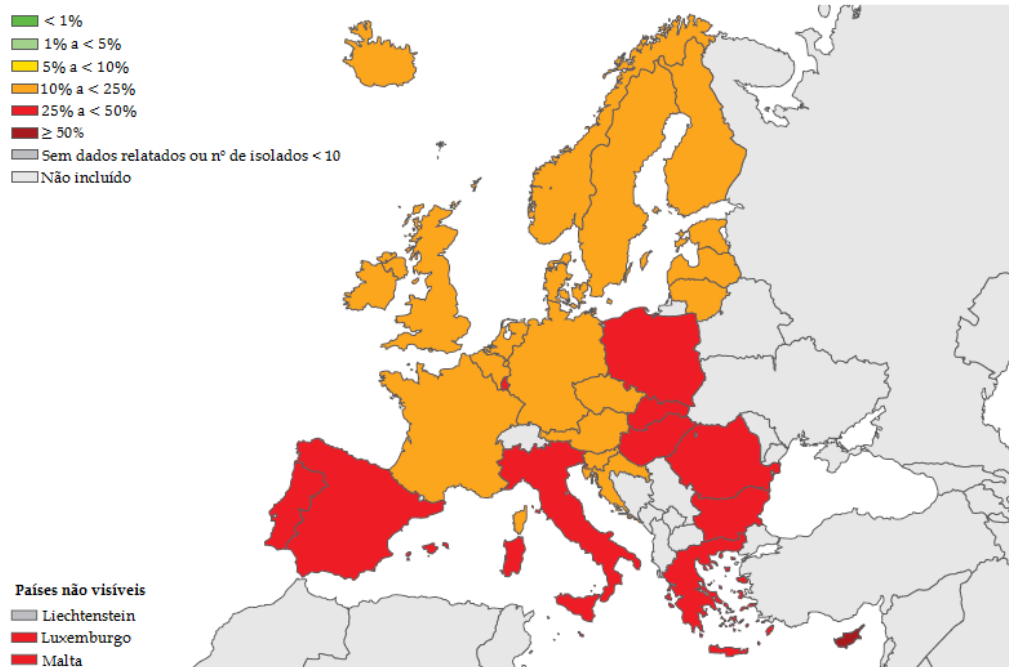 < 1%
1% a < 5%
5% a < 10%
10% a < 25%
25% a < 50%
≥ 50%
Sem dados relatados ou nº de isolados < 10
Não incluído
Países não visíveis
Liechtenstein
Luxemburgo
Malta